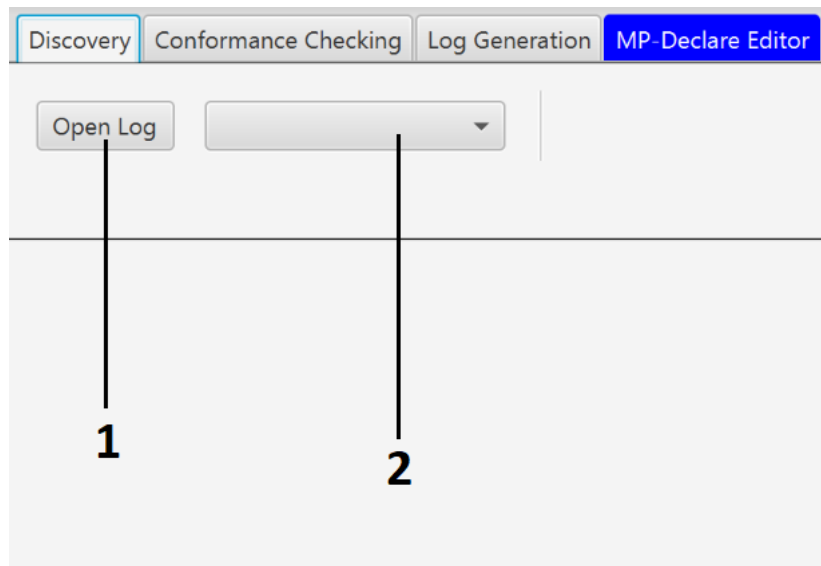 Discovery Conformance Checking Log Generation MP-Declare Editor
Open Log
1
2